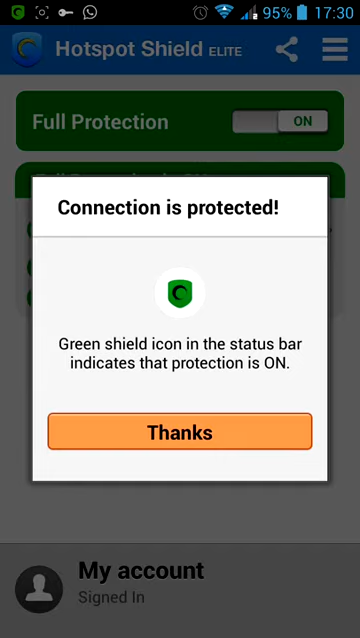 95% 17:30
Hotspot Shield ELITE
Full Protection
ON
Connection is protected!
Green shield icon in the status bar
indicates that protection is ON.
Thanks
My account
Signed In